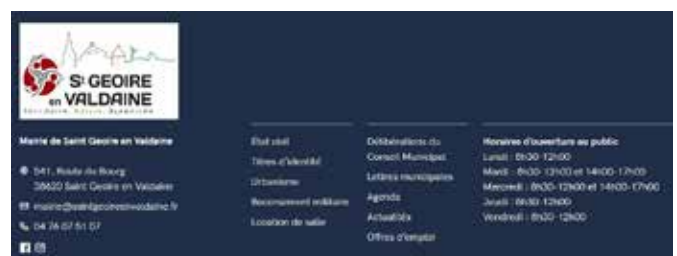 St GEOIRE
en VALDAINE
Mairie de Saint Geoire en Valdaine
541, Route du Bourg
38620 Saint Geoire en Valdaine
mairie@saintgeoireenvaldaine.fr
04 76 07 51 07
Etat civil
Titres d'identité
Urbanisme
Recensement militaire
Location de salle
Délibérations du
Conseil Municipal
Lettres municipales
Agenda
Actualités
Offres d'emploi
Horaires d'ouverture au public
Lundi : 8h30-12h00
Mardi : 8h30-12h00 et 14h00-17h00
Mercredi : 8h30-12h00 et 14h00-17h00
Jeudi : 8h30-12h00
Vendredi : 8h30-12h00